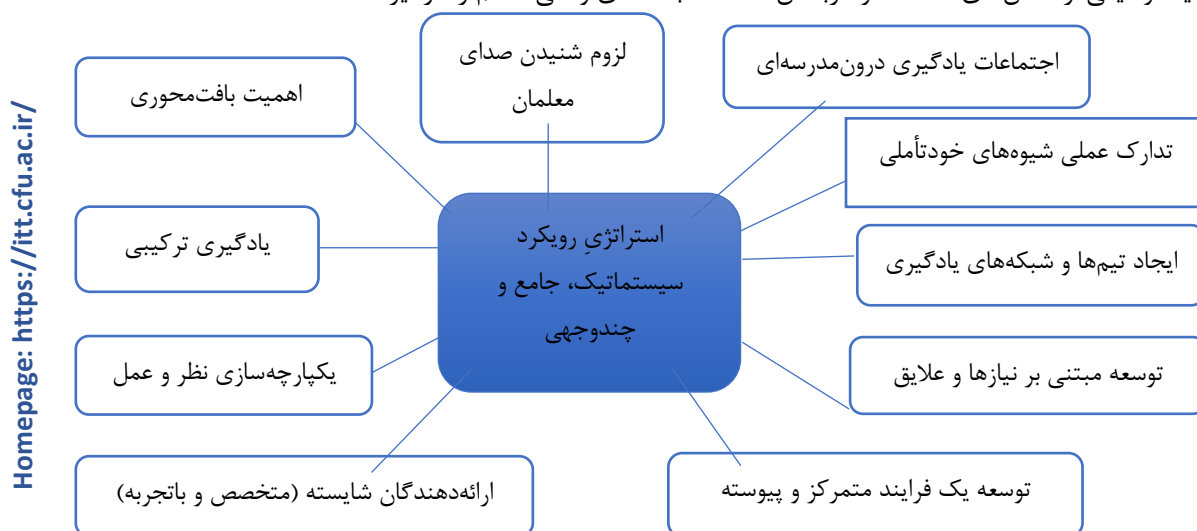 لزوم شنیدن صدای
معلمان
اجتماعات یادگیری درون‌مدرسه‌ای
اهمیت بافت‌محوری
تدارک عملی شیوه‌های خودتأملی
یادگیری ترکیبی
استراتژیِ رویکرد
سیستماتیک، جامع و
چندوجهی
ایجاد تیم‌ها و شبکه‌های یادگیری
یکپارچه‌سازی نظر و عمل
توسعه مبتنی بر نیازها و علایق
ارائه‌دهندگان شایسته (متخصص و باتجربه)
توسعه یک فرایند متمرکز و پیوسته
Homepage: https://itt.cfu.ac.ir/